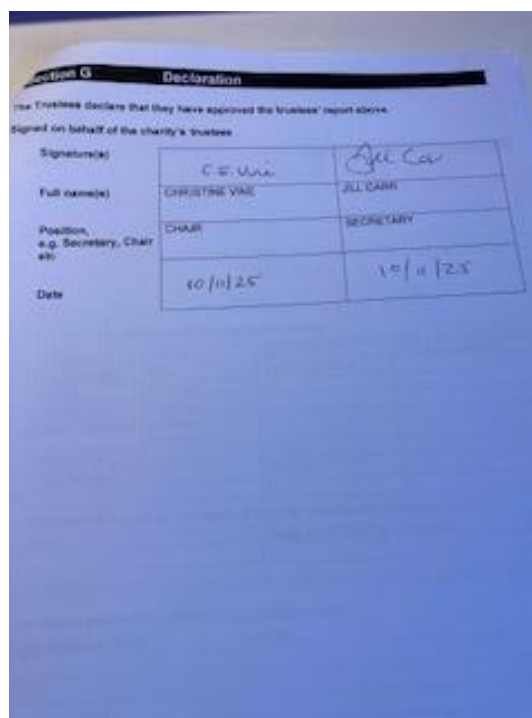 Section G Declaration
The Trustees declare that they have approved the trustees' report above.
Signed on behalf of the charity's trustees
Signature(s) Jill Carr
Full name(s) CHRISTINE VINE JILL CARR
Position, CHAIR SECRETARY
e.g. Secretary, Chair
etc
Date 10/11/25 10/11/25